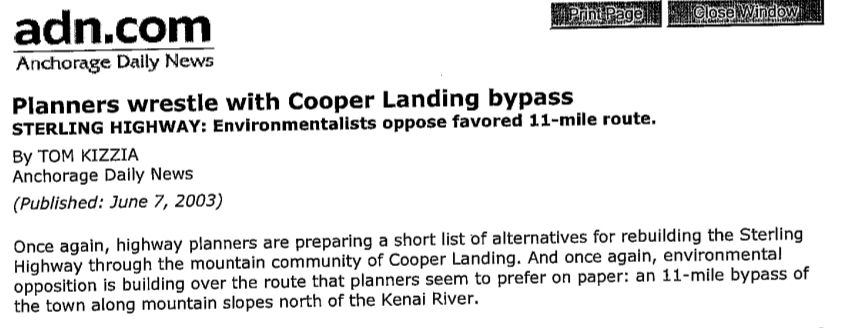 adn.com
Print Page
Close Window
Anchorage Daily News
Planners wrestle with Cooper Landing bypass
STERLING HIGHWAY: Environmentalists oppose favored 11-mile route.
By TOM KIZZIA
Anchorage Daily News
(Published: June 7, 2003)
Once again, highway planners are preparing a short list of alternatives for rebuilding the Sterling
Highway through the mountain community of Cooper Landing. And once again, environmental
opposition is building over the route that planners seem to prefer on paper: an 11-mile bypass of
the town along mountain slopes north of the Kenai River.